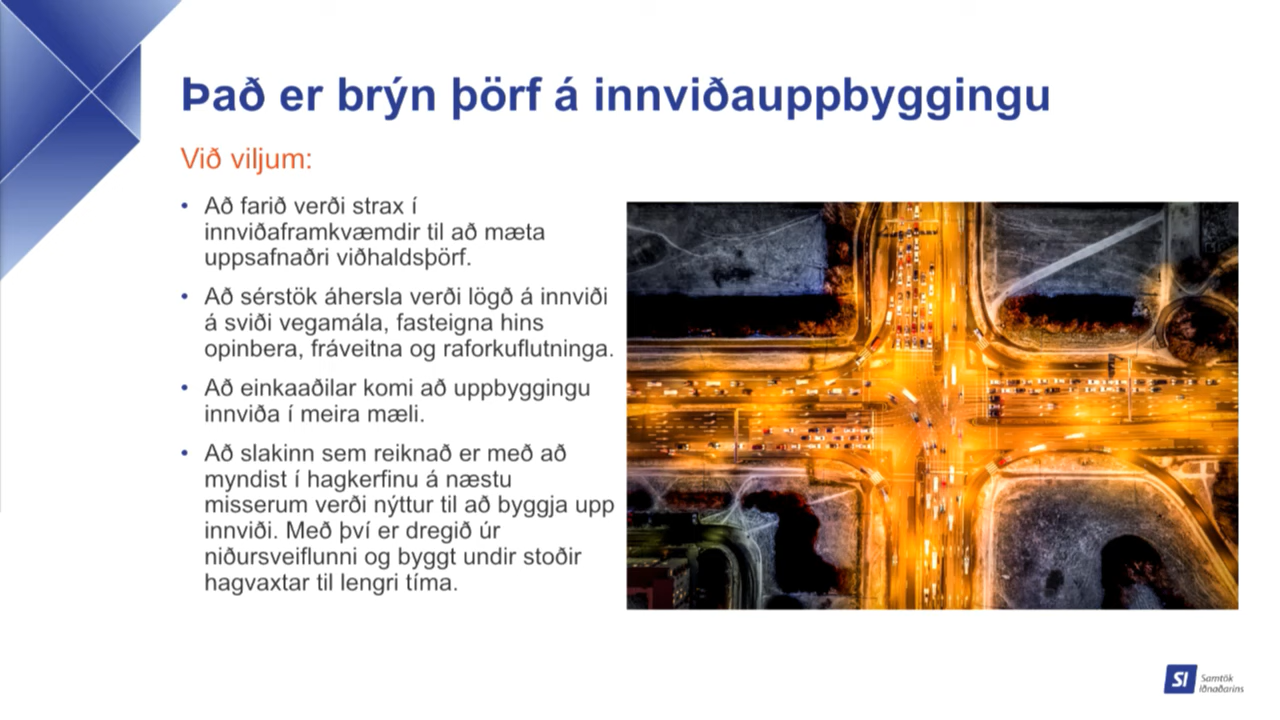 Það er brýn þörf á innviðauppbyggingu
Við viljum:
• Að farið verði strax í
innviðaframkvæmdir til að mæta
uppsafnaðri viðhaldsþörf.
• Að sérstök áhersla verði lögð á innviði
á sviði vegamála, fasteigna hins
opinbera, fráveitna og raforkuflutninga.
• Að einkaaðilar komi að uppbyggingu
innviða í meira mæli.
• Að slakinn sem reiknað er með að
myndist í hagkerfinu á næstu
misserum verði nýttur til að byggja upp
innviði. Með því er dregið úr
niðursveiflunni og byggt undir stoðir
hagvaxtar til lengri tíma.
SI
Samtök
iðnaðarins